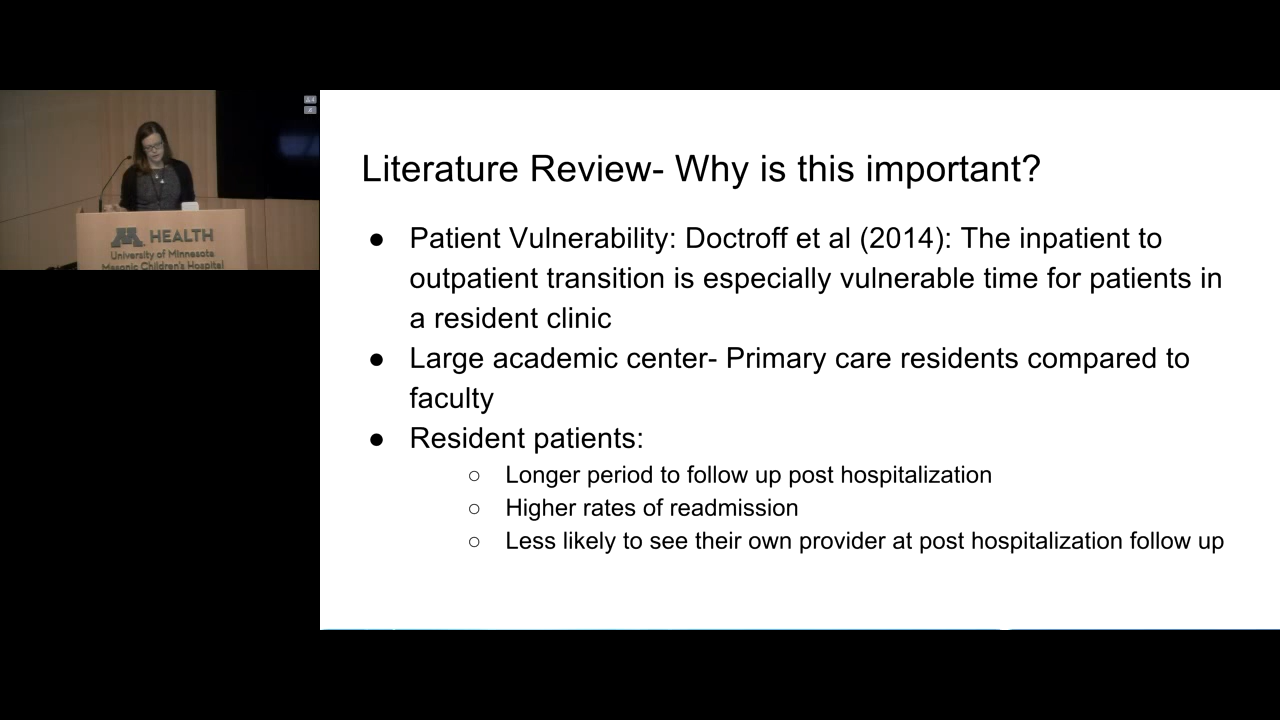 Literature Review- Why is this important?
● Patient Vulnerability: Doctroff et al (2014): The inpatient to
outpatient transition is especially vulnerable time for patients in
a resident clinic
● Large academic center- Primary care residents compared to
faculty
● Resident patients:
○ Longer period to follow up post hospitalization
○ Higher rates of readmission
○ Less likely to see their own provider at post hospitalization follow up
M HEALTH
University of Minnesota
Masonic Children's Hospital